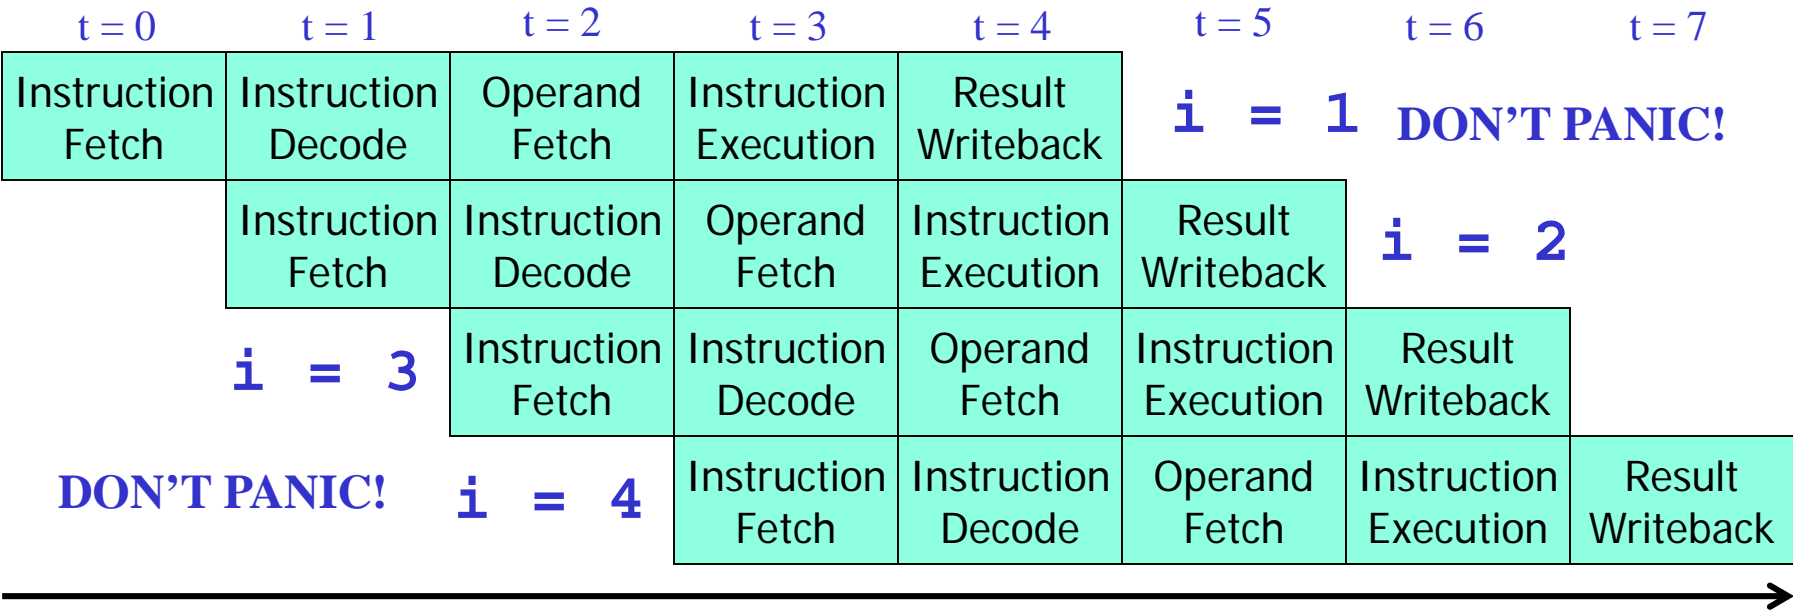 t = 0 t = 1 t = 2 t = 3 t = 4 t = 5 t = 6 t = 7
Instruction Fetch Instruction Decode Operand Fetch Instruction Execution Result Writeback i = 1 DON’T PANIC!
Instruction Fetch Instruction Decode Operand Fetch Instruction Execution Result Writeback i = 2
i = 3 Instruction Fetch Instruction Decode Operand Fetch Instruction Execution Result Writeback
DON’T PANIC! i = 4 Instruction Fetch Instruction Decode Operand Fetch Instruction Execution Result Writeback